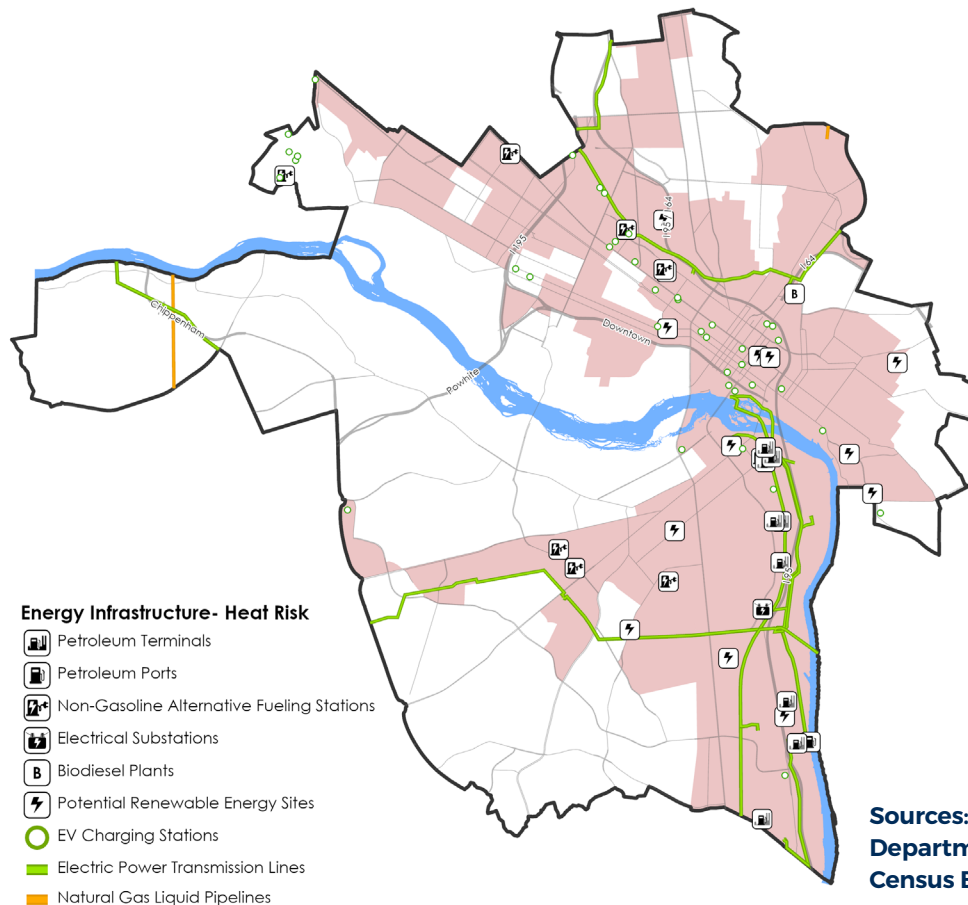 I 195
I 95 / I 64
I 64
B
Chippenham
Downtown
Powhite
I 95
Energy Infrastructure- Heat Risk
Petroleum Terminals
Petroleum Ports
Non-Gasoline Alternative Fueling Stations
Electrical Substations
B Biodiesel Plants
Potential Renewable Energy Sites
EV Charging Stations
Electric Power Transmission Lines
Natural Gas Liquid Pipelines
Sources:
Departm
Census B